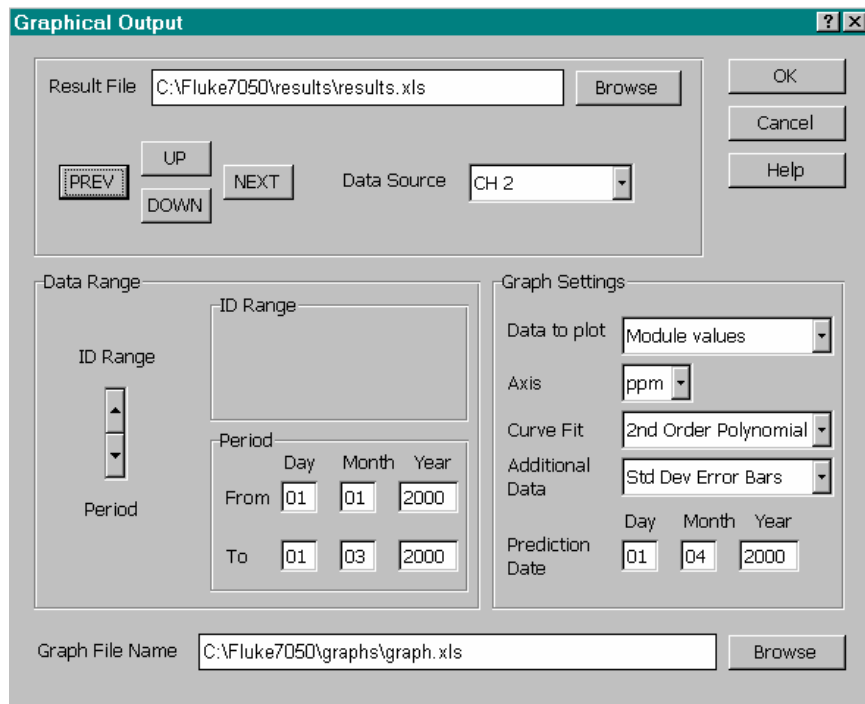 Graphical Output
Result File C:\Fluke7050\results\results.xls Browse
OK
Cancel
Help
PREV
UP
DOWN
NEXT
Data Source CH 2
Data Range
ID Range
Period
ID Range
Period
Day Month Year
From 01 01 2000
To 01 03 2000
Graph Settings
Data to plot Module values
Axis ppm
Curve Fit 2nd Order Polynomial
Additional
Data
Std Dev Error Bars
Day Month Year
Prediction
Date
01 04 2000
Graph File Name C:\Fluke7050\graphs\graph.xls Browse